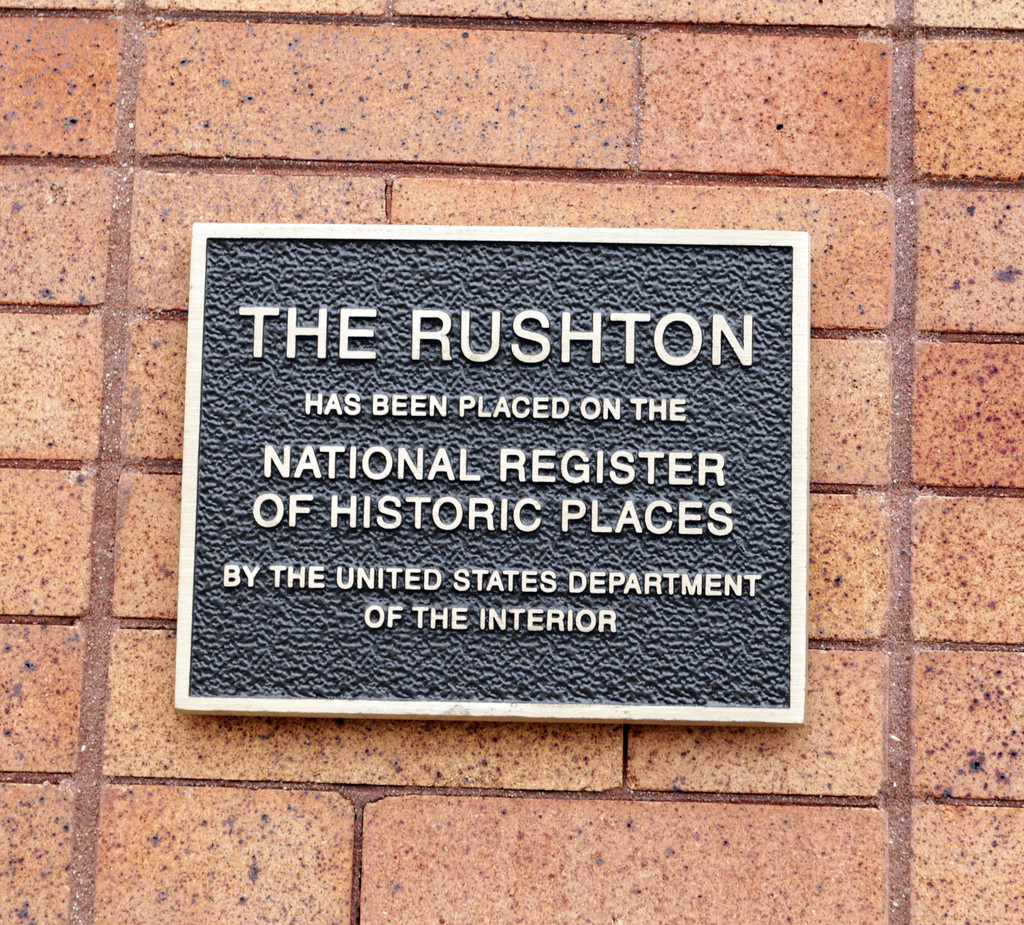 THE RUSHTON
HAS BEEN PLACED ON THE
NATIONAL REGISTER
OF HISTORIC PLACES
BY THE UNITED STATES DEPARTMENT
OF THE INTERIOR